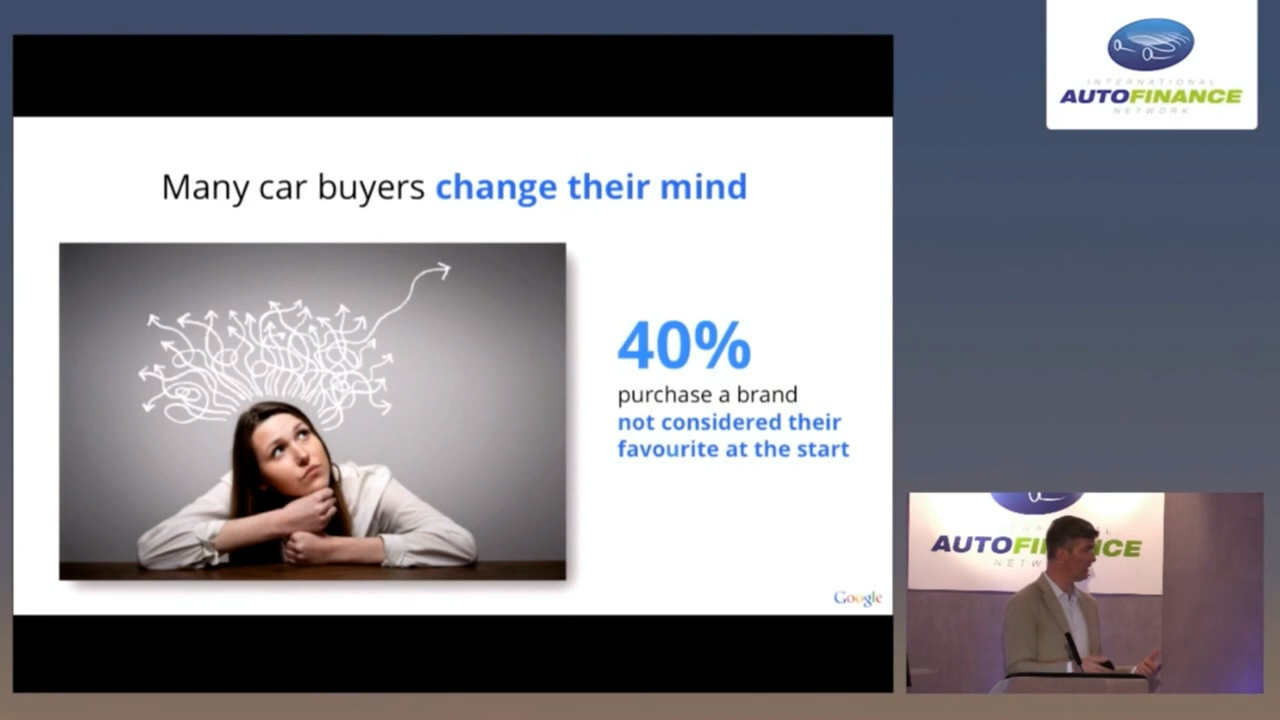 Many car buyers change their mind
40%
purchase a brand
not considered their
favourite at the start
Google
INTERNATIONAL
AUTOFINANCE
NETWORK
AUTOFINANCE